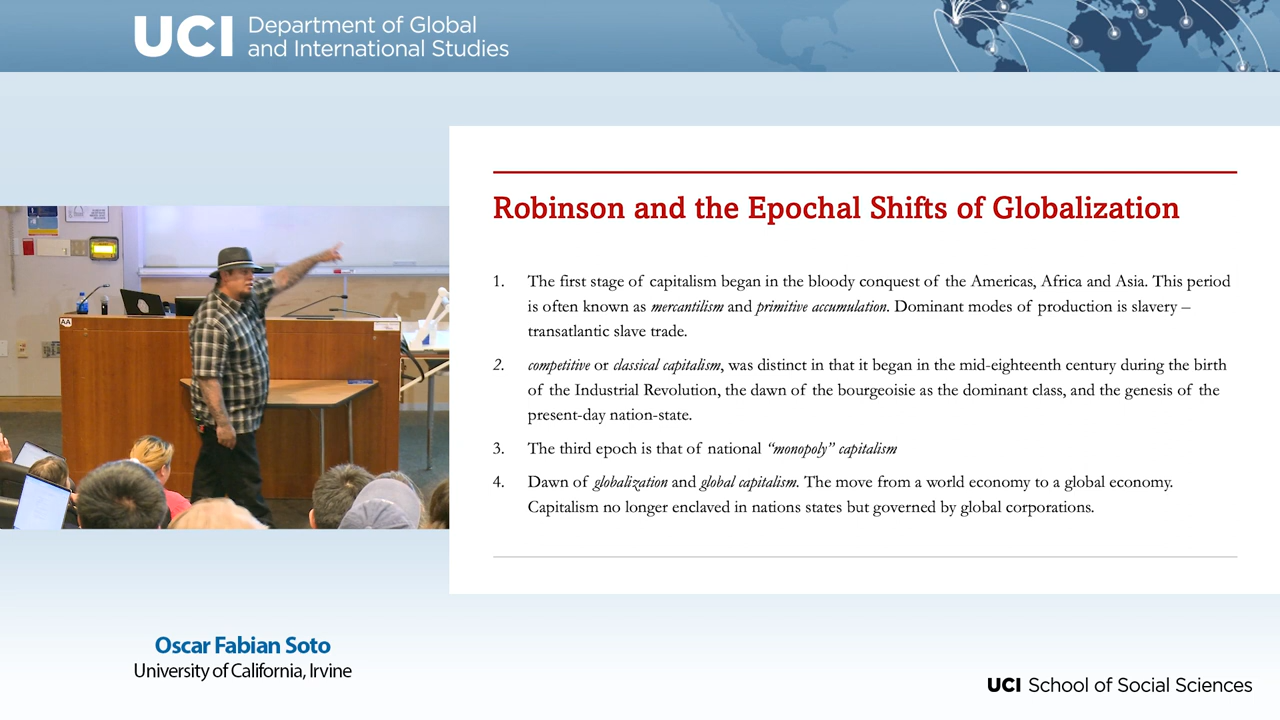 UCI Department of Global
and International Studies
Robinson and the Epochal Shifts of Globalization
1. The first stage of capitalism began in the bloody conquest of the Americas, Africa and Asia. This period
is often known as mercantilism and primitive accumulation. Dominant modes of production is slavery –
transatlantic slave trade.
2. competitive or classical capitalism, was distinct in that it began in the mid-eighteenth century during the birth
of the Industrial Revolution, the dawn of the bourgeoisie as the dominant class, and the genesis of the
present-day nation-state.
3. The third epoch is that of national “monopoly” capitalism
4. Dawn of globalization and global capitalism. The move from a world economy to a global economy.
Capitalism no longer enclaved in nations states but governed by global corporations.
AA
Oscar Fabian Soto
University of California, Irvine
UCI School of Social Sciences